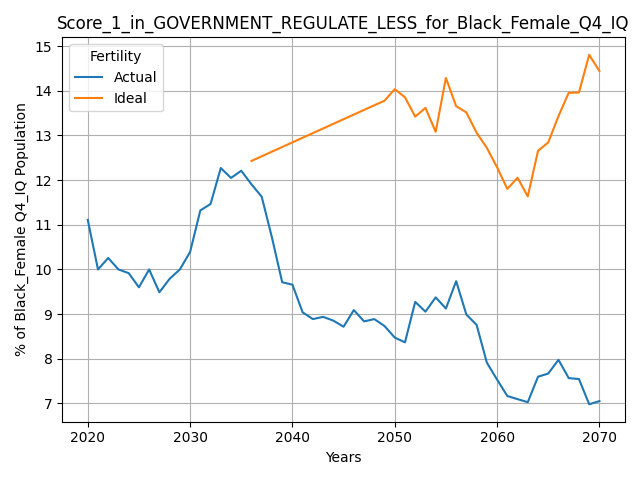 Score_1_in_GOVERNMENT_REGULATE_LESS_for_Black_Female_Q4_IQ
Fertility
Actual
Ideal
15
14
13
12
11
10
9
8
7
% of Black_Female Q4_IQ Population
2020 2030 2040 2050 2060 2070
Years